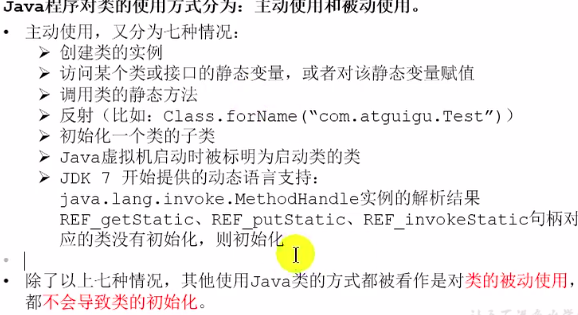 Java程序对类的使用方式分为：主动使用和被动使用。
• 主动使用，又分为七种情况：
➢ 创建类的实例
➢ 访问某个类或接口的静态变量，或者对该静态变量赋值
➢ 调用类的静态方法
➢ 反射（比如：Class.forName(“com.atguigu.Test”)）
➢ 初始化一个类的子类
➢ Java虚拟机启动时被标明为启动类的类
➢ JDK 7 开始提供的动态语言支持：
java.lang.invoke.MethodHandle实例的解析结果
REF_getStatic、REF_putStatic、REF_invokeStatic句柄对
应的类没有初始化，则初始化
•
• 除了以上七种情况，其他使用Java类的方式都被看作是对类的被动使用，
都不会导致类的初始化。